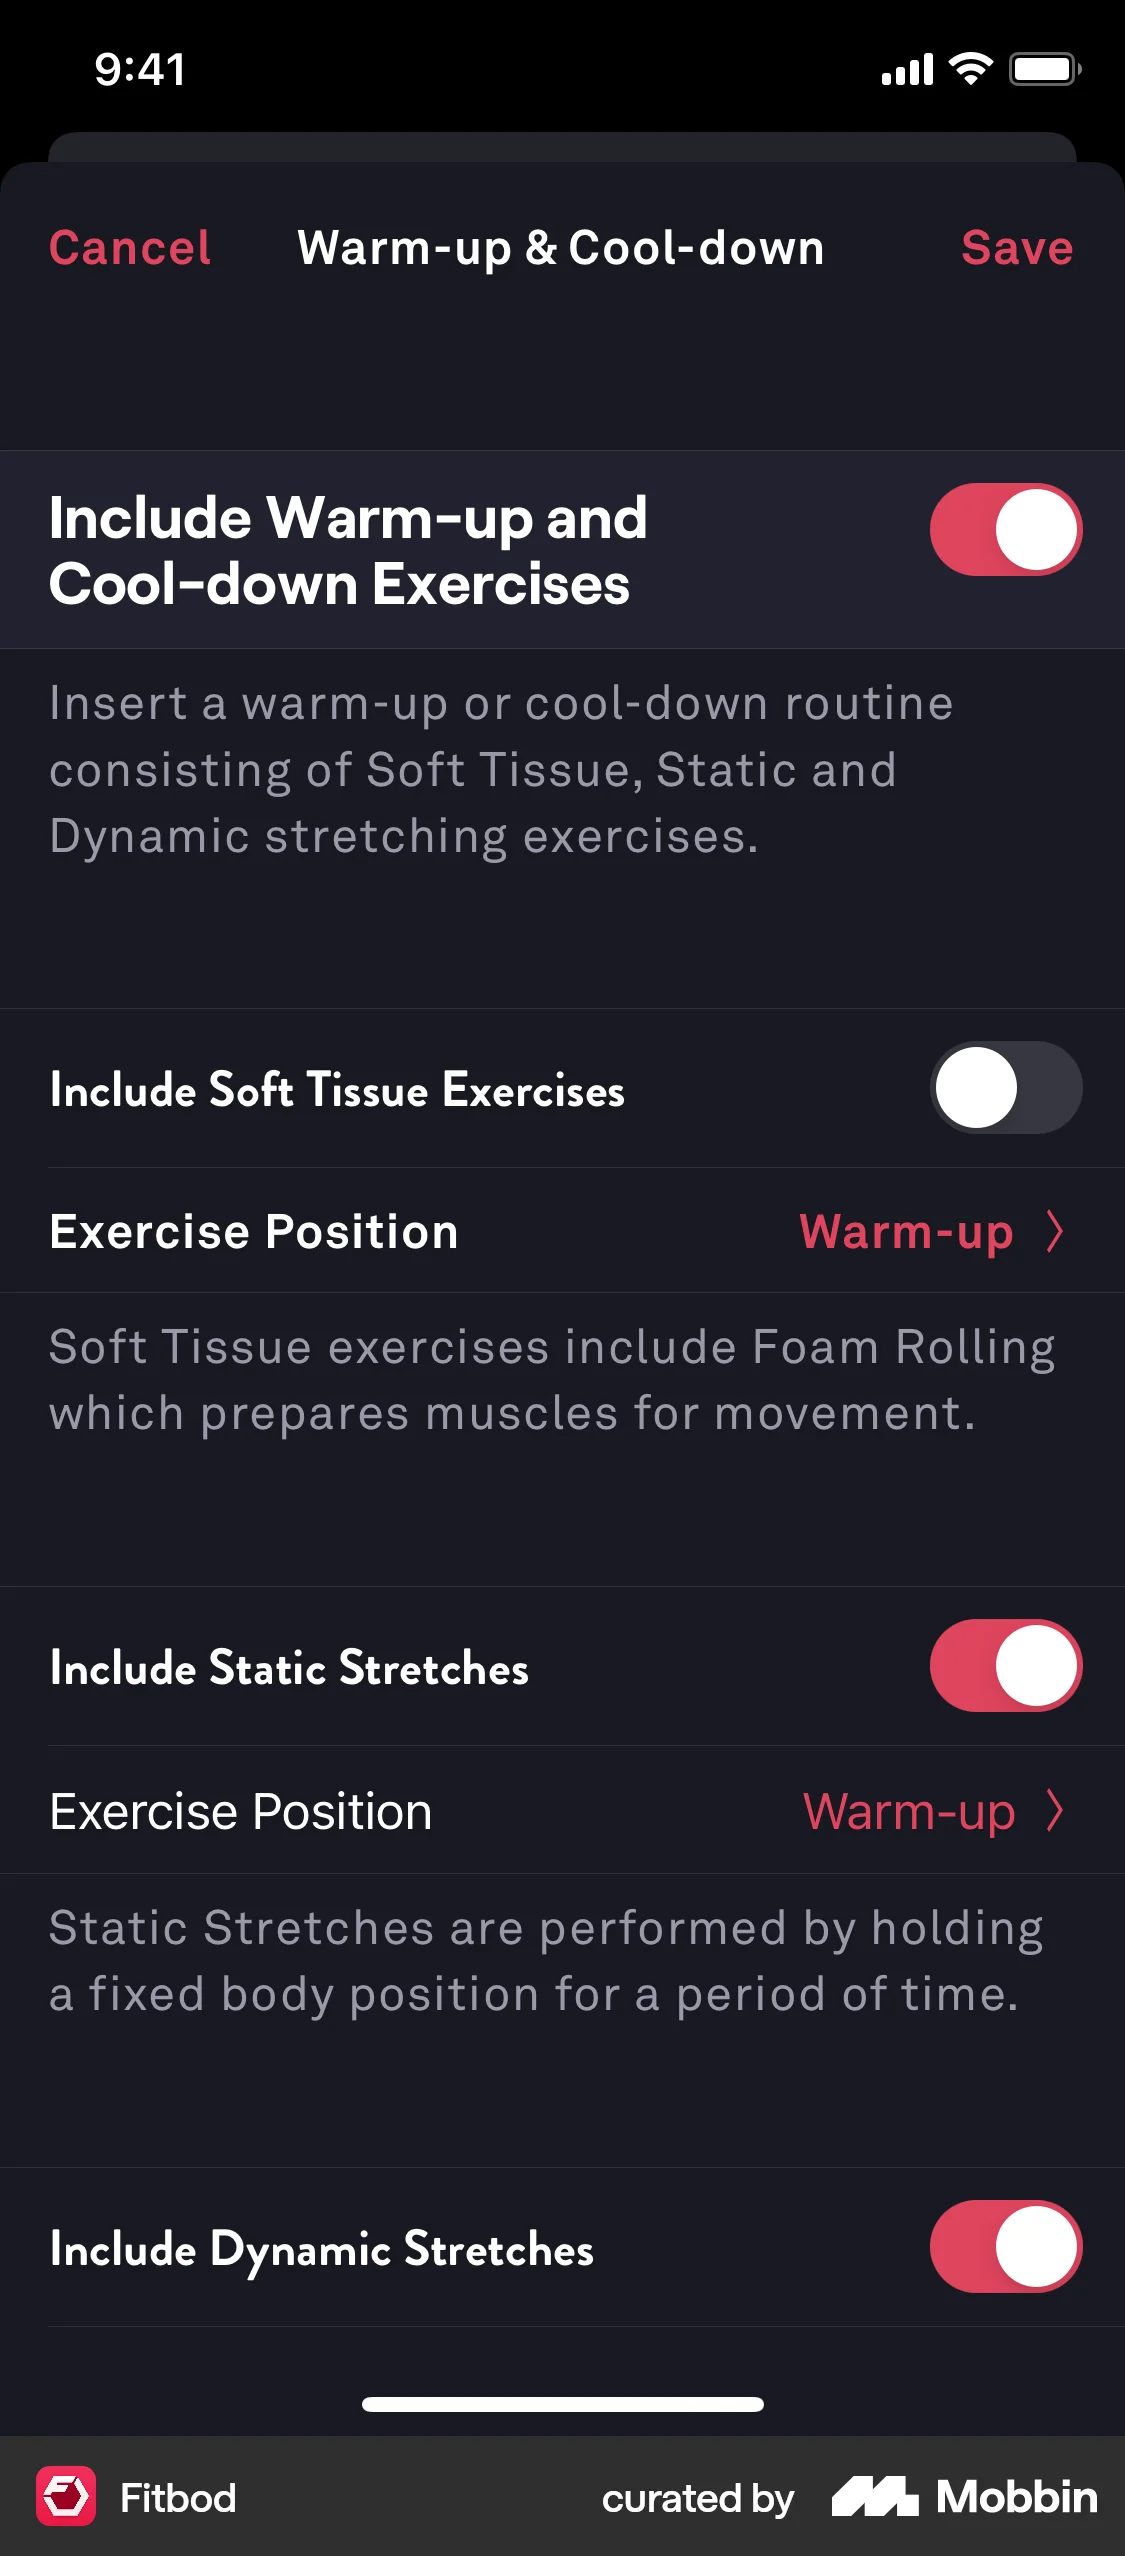 9:41
Cancel Warm-up & Cool-down Save
Include Warm-up and
Cool-down Exercises
Insert a warm-up or cool-down routine
consisting of Soft Tissue, Static and
Dynamic stretching exercises.
Include Soft Tissue Exercises
Exercise Position Warm-up
Soft Tissue exercises include Foam Rolling
which prepares muscles for movement.
Include Static Stretches
Exercise Position Warm-up
Static Stretches are performed by holding
a fixed body position for a period of time.
Include Dynamic Stretches
Fitbod curated by Mobbin